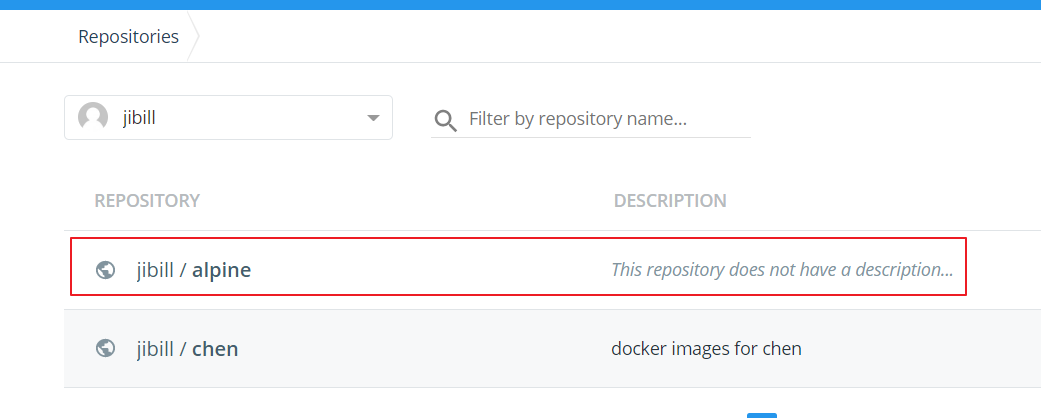 Repositories
jibill
Filter by repository name...
REPOSITORY DESCRIPTION
jibill / alpine This repository does not have a description...
jibill / chen docker images for chen